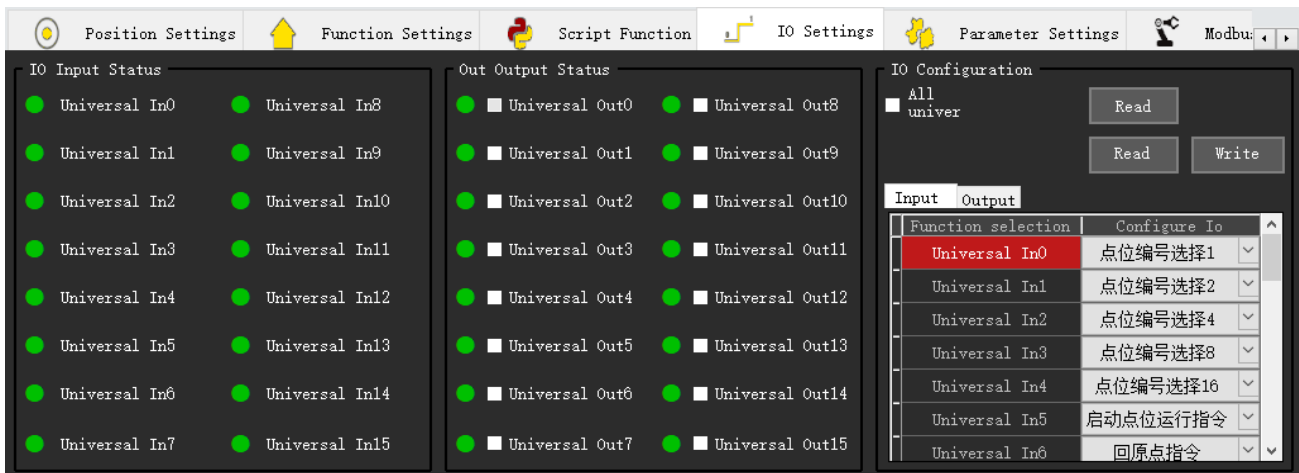 Position Settings Function Settings Script Function IO Settings Parameter Settings
IO Input Status
Universal In0 Universal In8
Universal In1 Universal In9
Universal In2 Universal In10
Universal In3 Universal In11
Universal In4 Universal In12
Universal In5 Universal In13
Universal In6 Universal In14
Universal In7 Universal In15
Out Output Status
Universal Out0 Universal Out8
Universal Out1 Universal Out9
Universal Out2 Universal Out10
Universal Out3 Universal Out11
Universal Out4 Universal Out12
Universal Out5 Universal Out13
Universal Out6 Universal Out14
Universal Out7 Universal Out15
IO Configuration
All
univer
Read
Read Write
Input Output
Function selection Configure Io
Universal In0 点位编号选择1
Universal In1 点位编号选择2
Universal In2 点位编号选择4
Universal In3 点位编号选择8
Universal In4 点位编号选择16
Universal In5 启动点位运行指令
Universal In6 回原点指令